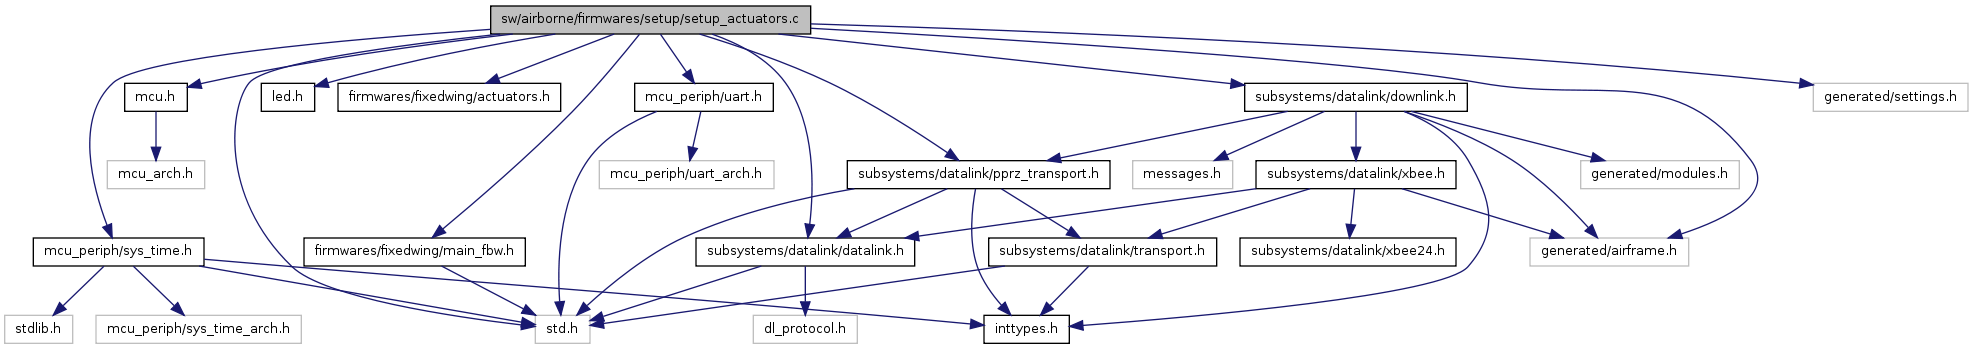 sw/airborne/firmwares/setup/setup_actuators.c
mcu.h
led.h
firmwares/fixedwing/actuators.h
mcu_periph/uart.h
subsystems/datalink/downlink.h
generated/settings.h
mcu_arch.h
mcu_periph/uart_arch.h
subsystems/datalink/pprz_transport.h
messages.h
subsystems/datalink/xbee.h
generated/modules.h
mcu_periph/sys_time.h
firmwares/fixedwing/main_fbw.h
subsystems/datalink/datalink.h
subsystems/datalink/transport.h
subsystems/datalink/xbee24.h
generated/airframe.h
stdlib.h
mcu_periph/sys_time_arch.h
std.h
dl_protocol.h
inttypes.h